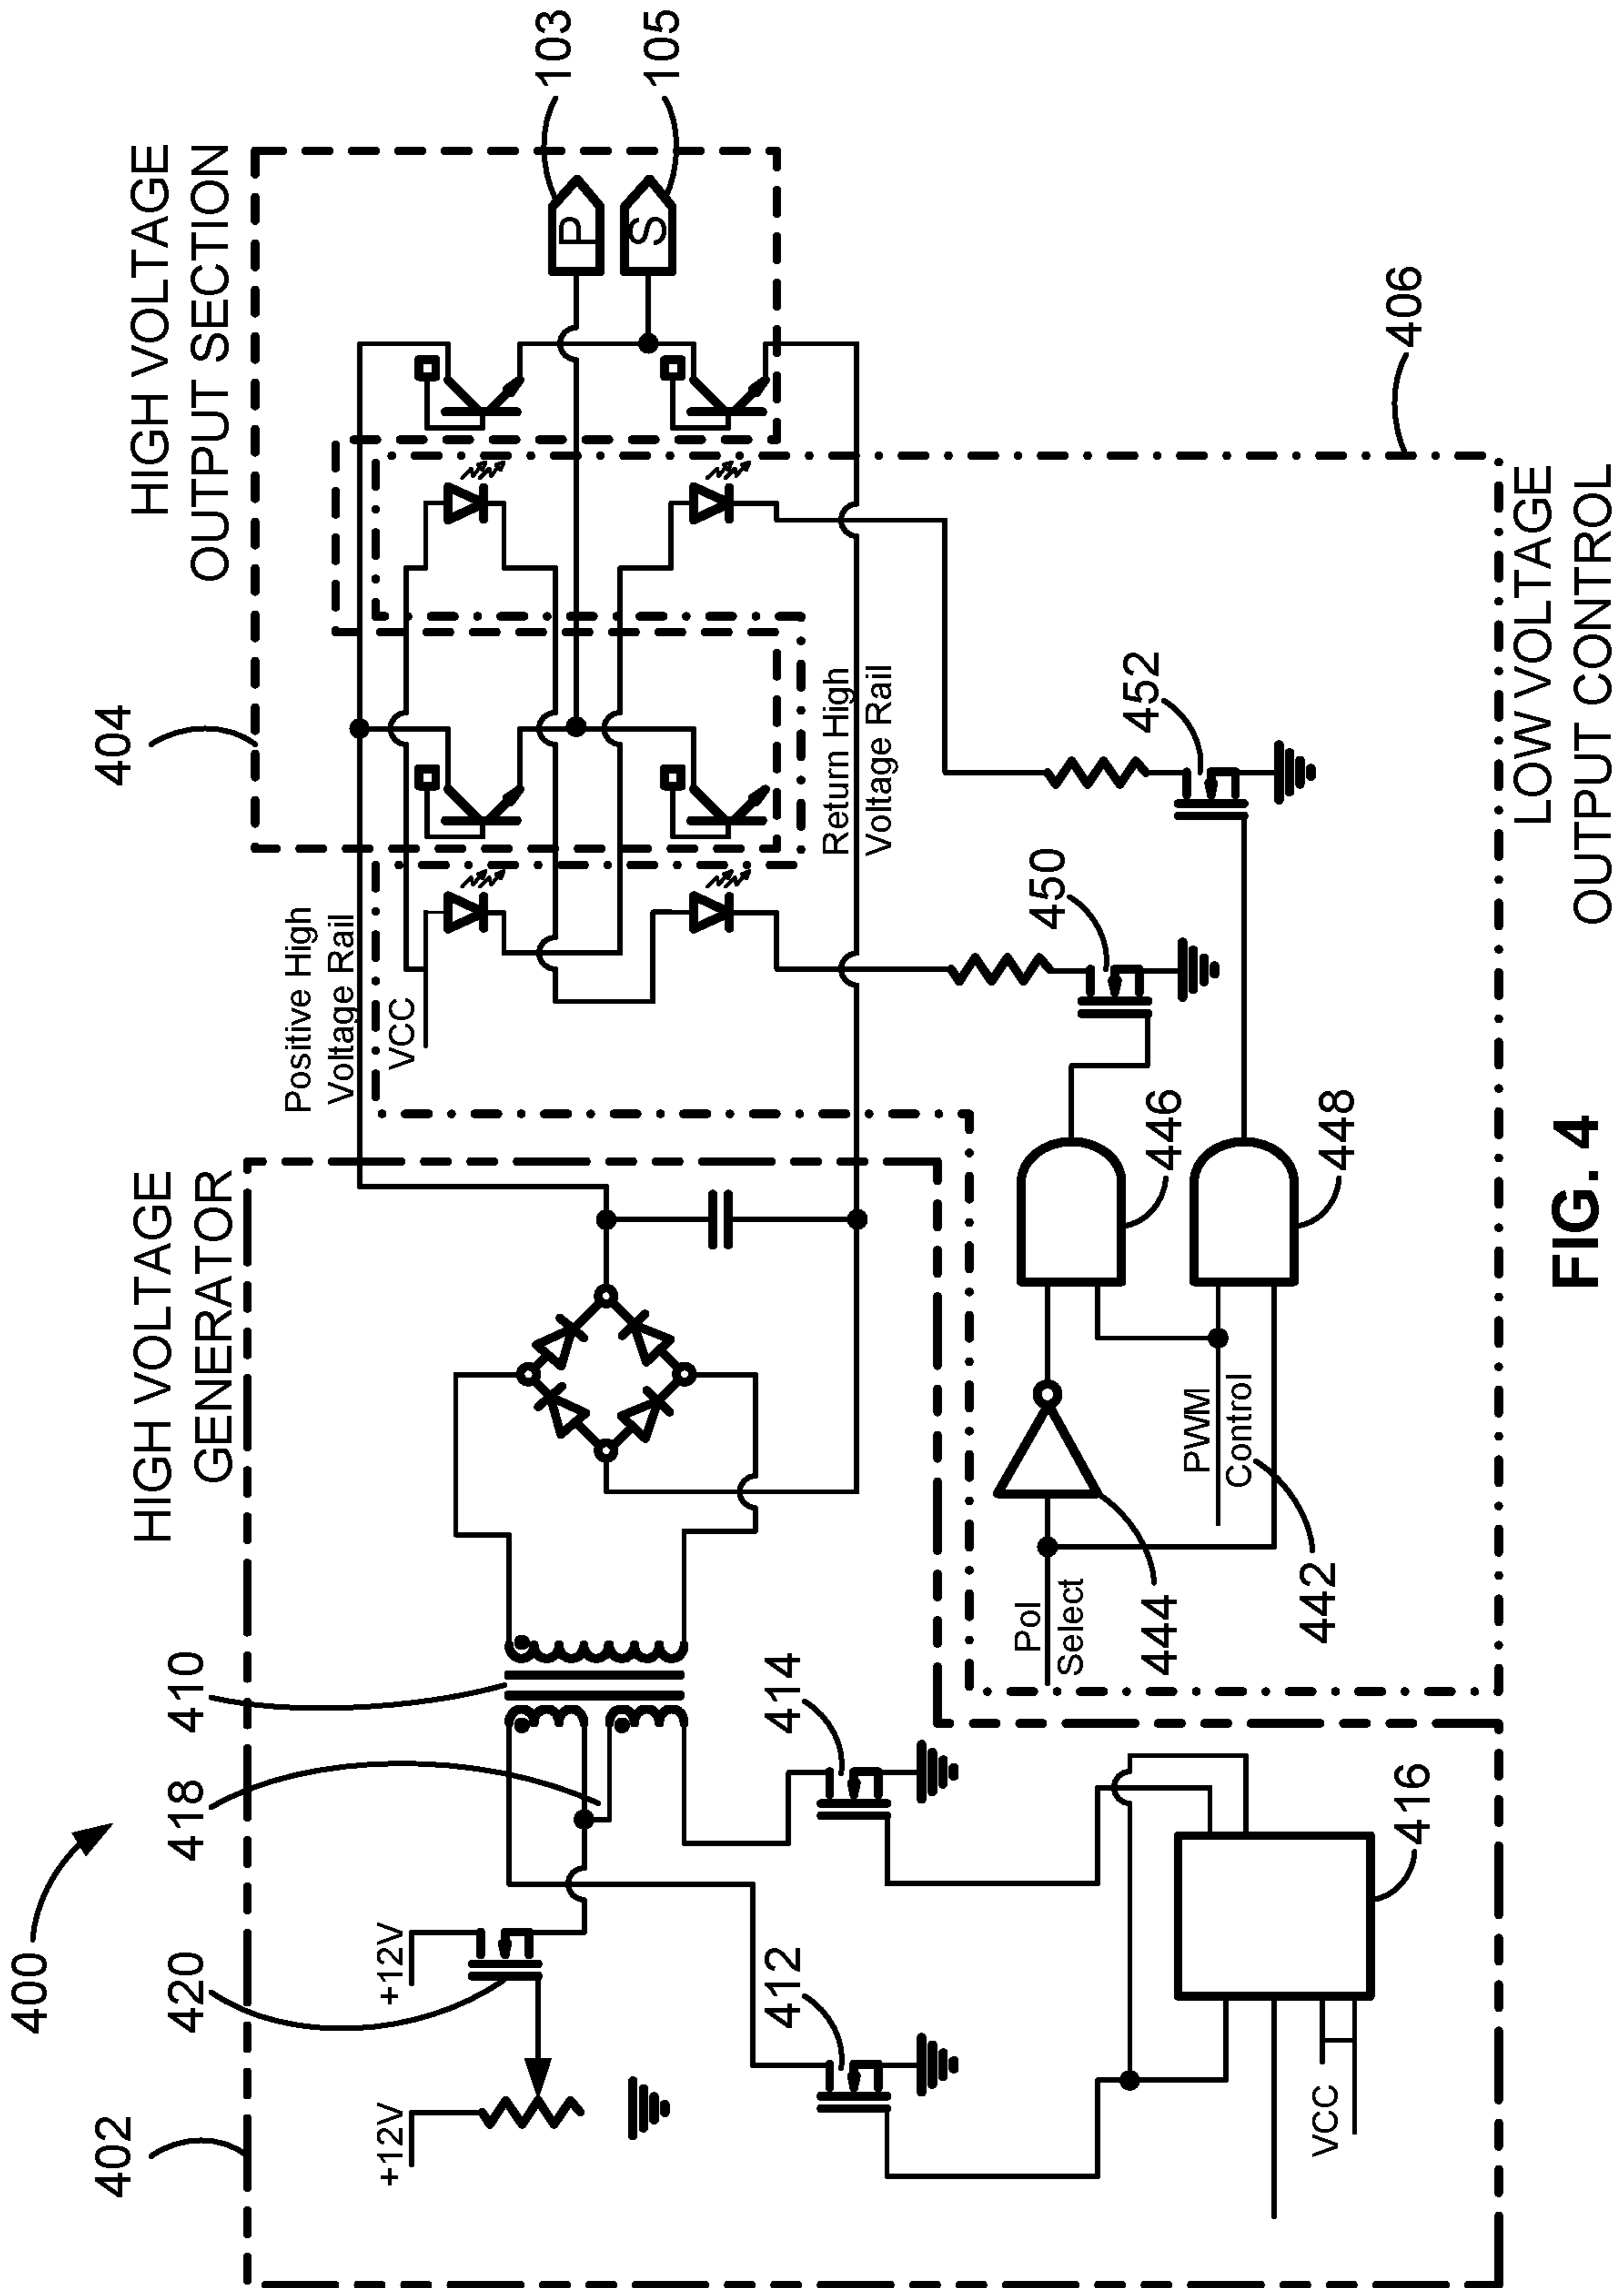 400
402
HIGH VOLTAGE
GENERATOR
420
418
410
+12V
+12V
412
414
416
VCC
404
HIGH VOLTAGE
OUTPUT SECTION
Positive High
Voltage Rail
VCC
Return High
Voltage Rail
P
S
103
105
406
Pol
Select
444
PWM
Control
442
446
448
450
452
LOW VOLTAGE
OUTPUT CONTROL
FIG. 4